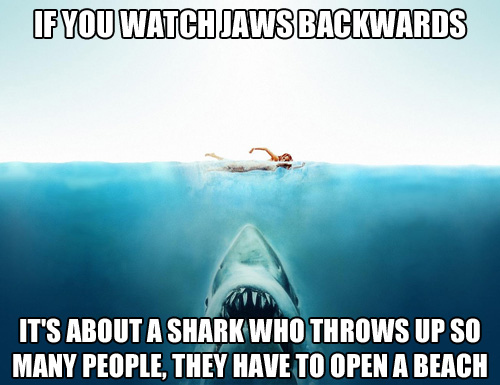 IF YOU WATCH JAWS BACKWARDS
IT'S ABOUT A SHARK WHO THROWS UP SO
MANY PEOPLE, THEY HAVE TO OPEN A BEACH